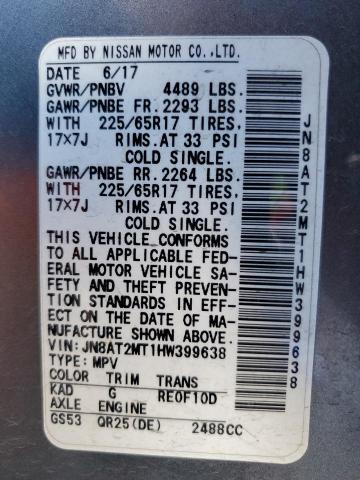 MFD BY NISSAN MOTOR CO.,LTD.
DATE 6/17
GVWR/PNBV 4489 LBS.
GAWR/PNBE FR. 2293 LBS.
WITH 225/65R17 TIRES,
17×7J RIMS.AT 33 PSI
COLD SINGLE.
GAWR/PNBE RR. 2264 LBS.
WITH 225/65R17 TIRES,
17×7J RIMS.AT 33 PSI
COLD SINGLE.
THIS VEHICLE CONFORMS
TO ALL APPLICABLE FED-
ERAL MOTOR VEHICLE SA-
FETY AND THEFT PREVEN-
TION STANDARDS IN EFF-
ECT ON THE DATE OF MA-
NUFACTURE SHOWN ABOVE.
VIN: JN8AT2MT1HW399638
TYPE: MPV
COLOR TRIM TRANS
KAD G RE0F10D
AXLE ENGINE
GS53 QR25(DE) 2488CC
JN8AT2MT1HW399638